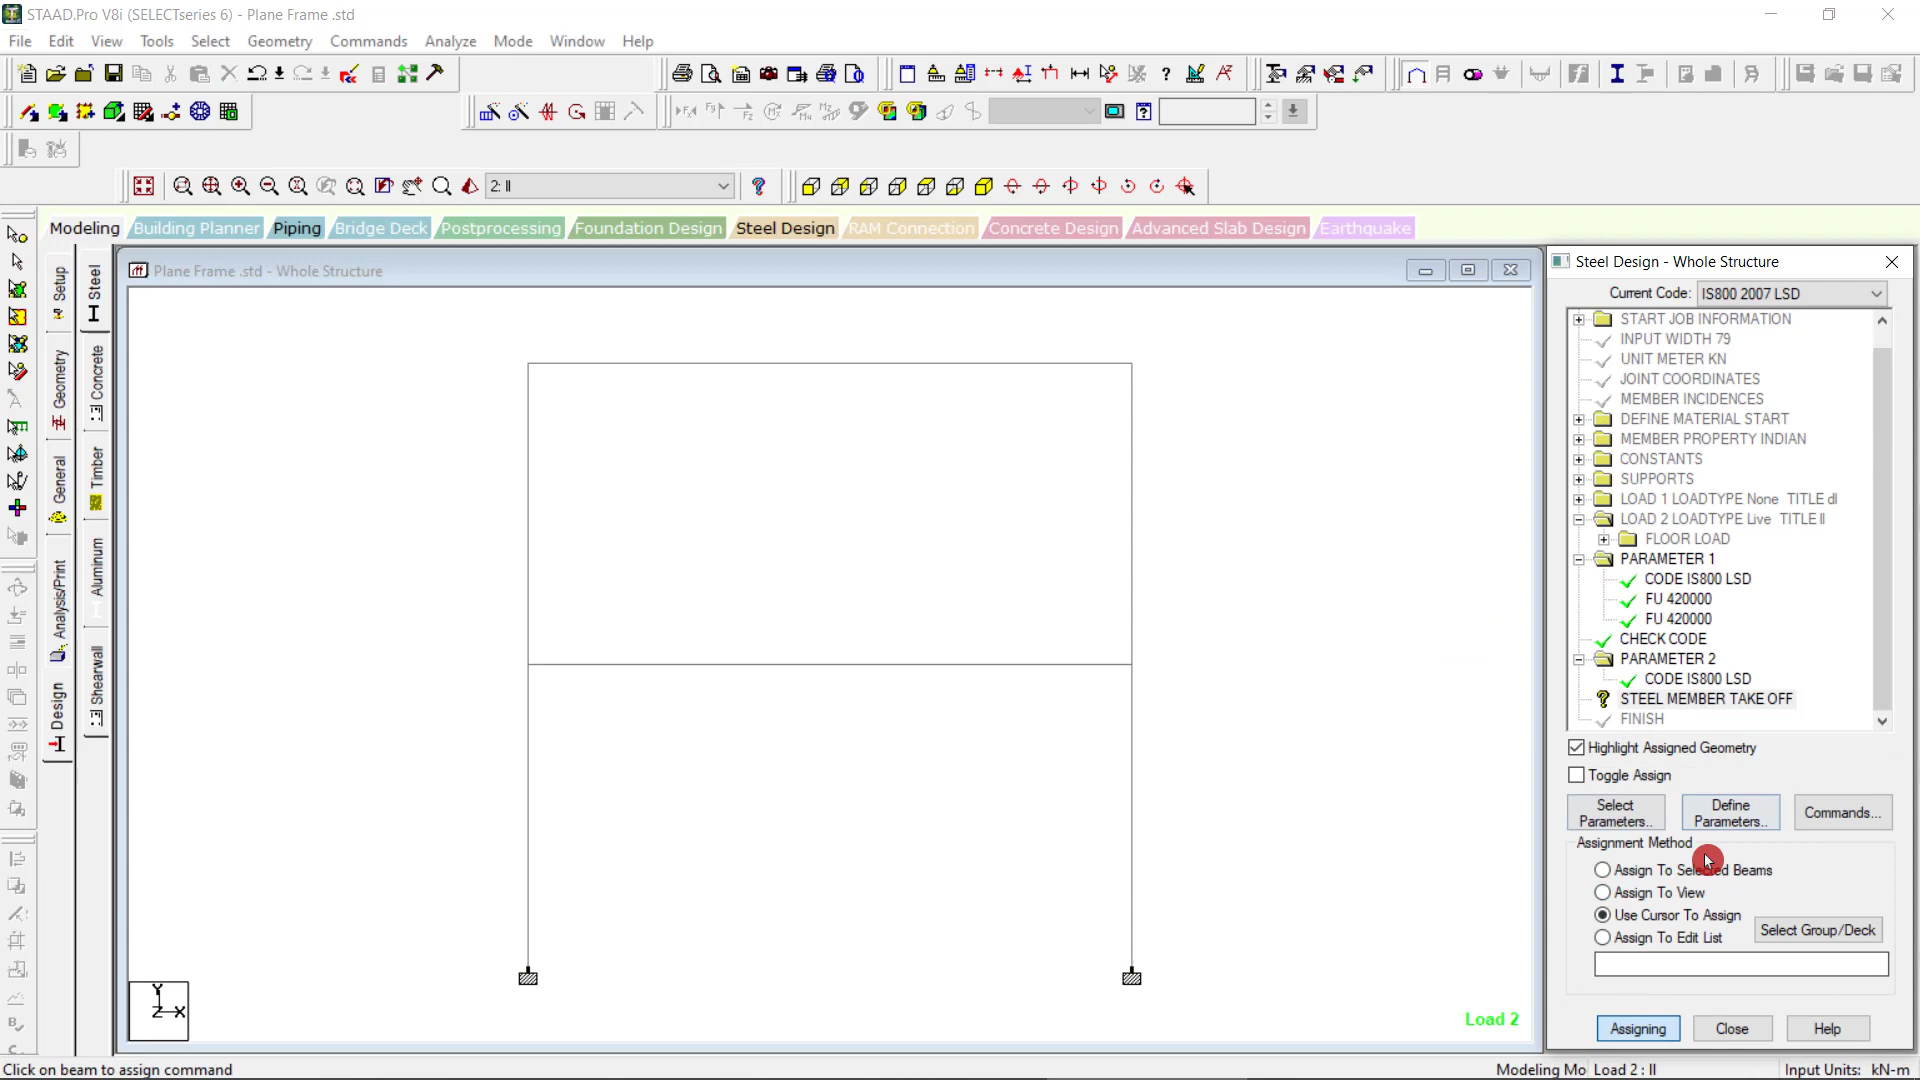 STAAD.Pro V8i (SELECTseries 6) - Plane Frame .std
File Edit View Tools Select Geometry Commands Analyze Mode Window Help
2: ll
Modeling Building Planner Piping Bridge Deck Postprocessing Foundation Design Steel Design RAM Connection Concrete Design Advanced Slab Design Earthquake
Setup
Geometry
General
Analysis/Print
Design
Steel
Concrete
Timber
Aluminum
Shearwall
Plane Frame .std - Whole Structure
Y
Z X
Load 2
Steel Design - Whole Structure
Current Code: IS800 2007 LSD
START JOB INFORMATION
INPUT WIDTH 79
UNIT METER KN
JOINT COORDINATES
MEMBER INCIDENCES
DEFINE MATERIAL START
MEMBER PROPERTY INDIAN
CONSTANTS
SUPPORTS
LOAD 1 LOADTYPE None TITLE dl
LOAD 2 LOADTYPE Live TITLE ll
FLOOR LOAD
PARAMETER 1
CODE IS800 LSD
FU 420000
FU 420000
CHECK CODE
PARAMETER 2
CODE IS800 LSD
STEEL MEMBER TAKE OFF
FINISH
Highlight Assigned Geometry
Toggle Assign
Select Parameters..
Define Parameters..
Commands...
Assignment Method
Assign To Selected Beams
Assign To View
Use Cursor To Assign
Assign To Edit List
Select Group/Deck
Assigning Close Help
Click on beam to assign command
Modeling Mo Load 2 : ll Input Units: kN-m